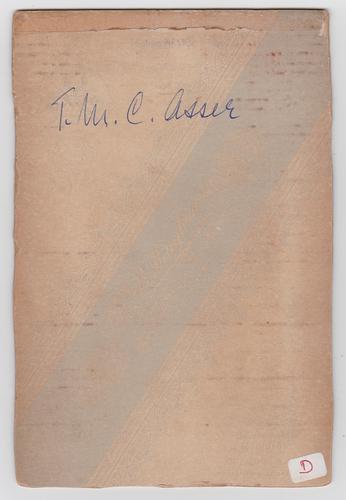 T. M. C. Asser
D